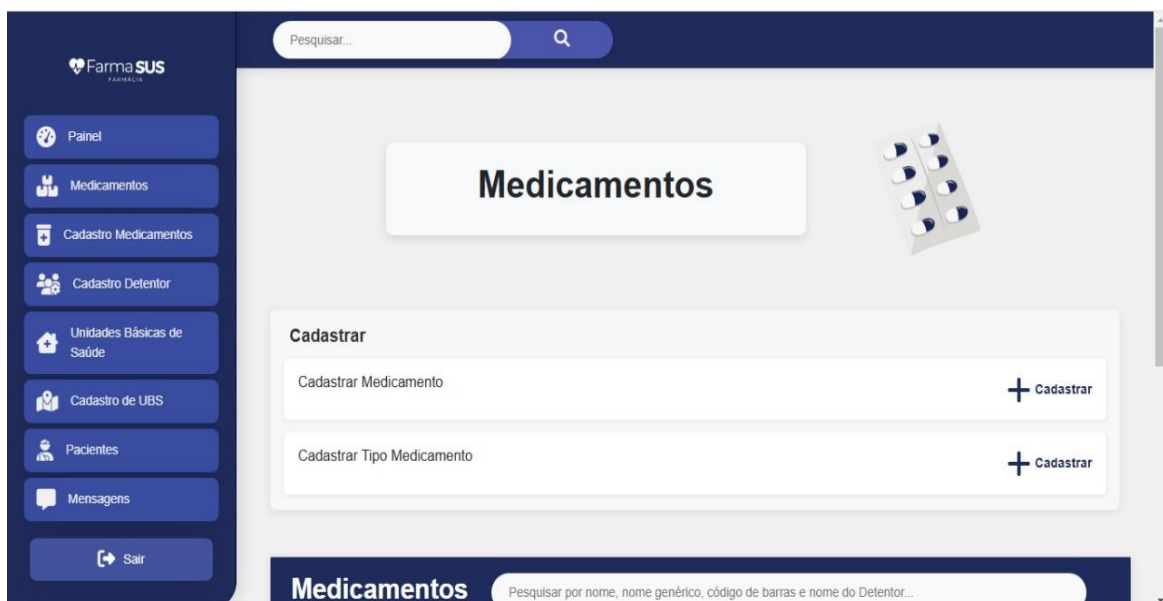 Pesquisar...
FarmaSUS
FARMÁCIA
Painel
Medicamentos
Cadastro Medicamentos
Cadastro Detentor
Unidades Básicas de
Saúde
Cadastro de UBS
Pacientes
Mensagens
Sair
Medicamentos
Cadastrar
Cadastrar Medicamento
Cadastrar
Cadastrar Tipo Medicamento
Cadastrar
Medicamentos
Pesquisar por nome, nome genérico, código de barras e nome do Detentor...